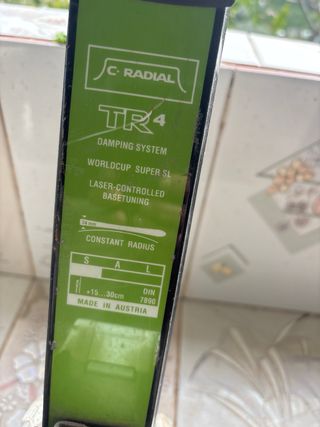 C·RADIAL
TR4
DAMPING SYSTEM
WORLDCUP SUPER SL
LASER-CONTROLLED
BASETUNING
CONSTANT RADIUS
S A L
+15...30cm DIN
7890
MADE IN AUSTRIA